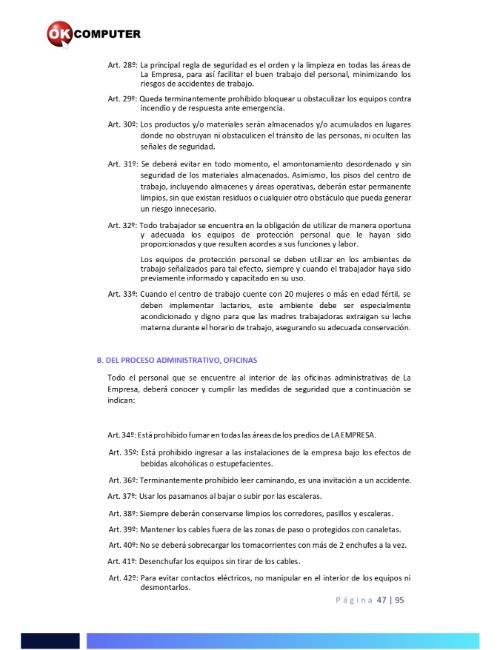 OK COMPUTER
Art. 28º: La principal regla de seguridad es el orden y la limpieza en todas las áreas de
La Empresa, para así facilitar el buen trabajo del personal, minimizando los
riesgos de accidentes de trabajo.
Art. 29º: Queda terminantemente prohibido bloquear u obstaculizar los equipos contra
incendio y de respuesta ante emergencia.
Art. 30º: Los productos y/o materiales serán almacenados y/o acumulados en lugares
donde no obstruyan ni obstaculicen el tránsito de las personas, ni oculten las
señales de seguridad.
Art. 31º: Se deberá evitar en todo momento, el amontonamiento desordenado y sin
seguridad de los materiales almacenados. Asimismo, los pisos del centro de
trabajo, incluyendo almacenes y áreas operativas, deberán estar permanente
limpios, sin que existan residuos o cualquier otro obstáculo que pueda generar
un riesgo innecesario.
Art. 32º: Todo trabajador se encuentra en la obligación de utilizar de manera oportuna
y adecuada los equipos de protección personal que le hayan sido
proporcionados y que resulten acordes a sus funciones y labor.
Los equipos de protección personal se deben utilizar en los ambientes de
trabajo señalizados para tal efecto, siempre y cuando el trabajador haya sido
previamente informado y capacitado en su uso.
Art. 33º: Cuando el centro de trabajo cuente con 20 mujeres o más en edad fértil, se
deben implementar lactarios, este ambiente debe ser especialmente
acondicionado y digno para que las madres trabajadoras extraigan su leche
materna durante el horario de trabajo, asegurando su adecuada conservación.
B. DEL PROCESO ADMINISTRATIVO, OFICINAS
Todo el personal que se encuentre al interior de las oficinas administrativas de La
Empresa, deberá conocer y cumplir las medidas de seguridad que a continuación se
indican:
Art. 34º: Está prohibido fumar en todas las áreas de los predios de LA EMPRESA.
Art. 35º: Está prohibido ingresar a las instalaciones de la empresa bajo los efectos de
bebidas alcohólicas o estupefacientes.
Art. 36º: Terminantemente prohibido leer caminando, es una invitación a un accidente.
Art. 37º: Usar los pasamanos al bajar o subir por las escaleras.
Art. 38º: Siempre deberán conservarse limpios los corredores, pasillos y escaleras.
Art. 39º: Mantener los cables fuera de las zonas de paso o protegidos con canaletas.
Art. 40º: No se deberá sobrecargar los tomacorrientes con más de 2 enchufes a la vez.
Art. 41º: Desenchufar los equipos sin tirar de los cables.
Art. 42º: Para evitar contactos eléctricos, no manipular en el interior de los equipos ni
desmontarlos.
Página 47 | 95